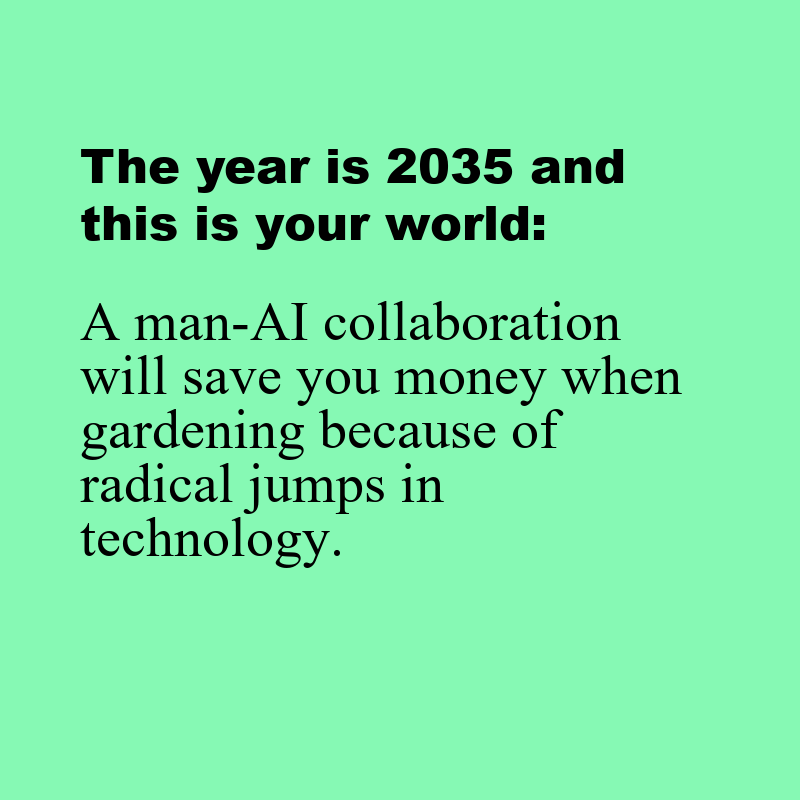 The year is 2035 and
this is your world:
A man-AI collaboration
will save you money when
gardening because of
radical jumps in
technology.